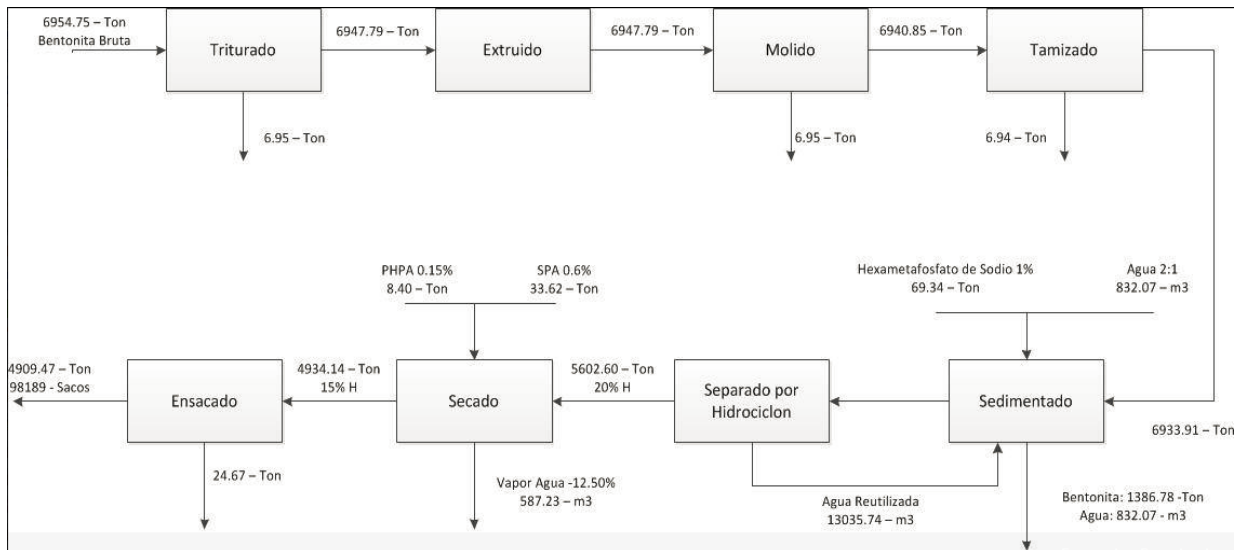 6954.75 – Ton
Bentonita Bruta
Triturado
6947.79 – Ton
Extruido
6947.79 – Ton
Molido
6940.85 – Ton
Tamizado
6.95 – Ton
6.95 – Ton
6.94 – Ton
PHPA 0.15%
8.40 – Ton
SPA 0.6%
33.62 – Ton
Hexametafosfato de Sodio 1%
69.34 – Ton
Agua 2:1
832.07 – m3
4909.47 – Ton
98189 - Sacos
Ensacado
4934.14 – Ton
15% H
Secado
5602.60 – Ton
20% H
Separado por
Hidrociclon
Sedimentado
6933.91 – Ton
24.67 – Ton
Vapor Agua -12.50%
587.23 – m3
Agua Reutilizada
13035.74 – m3
Bentonita: 1386.78 -Ton
Agua: 832.07 - m3